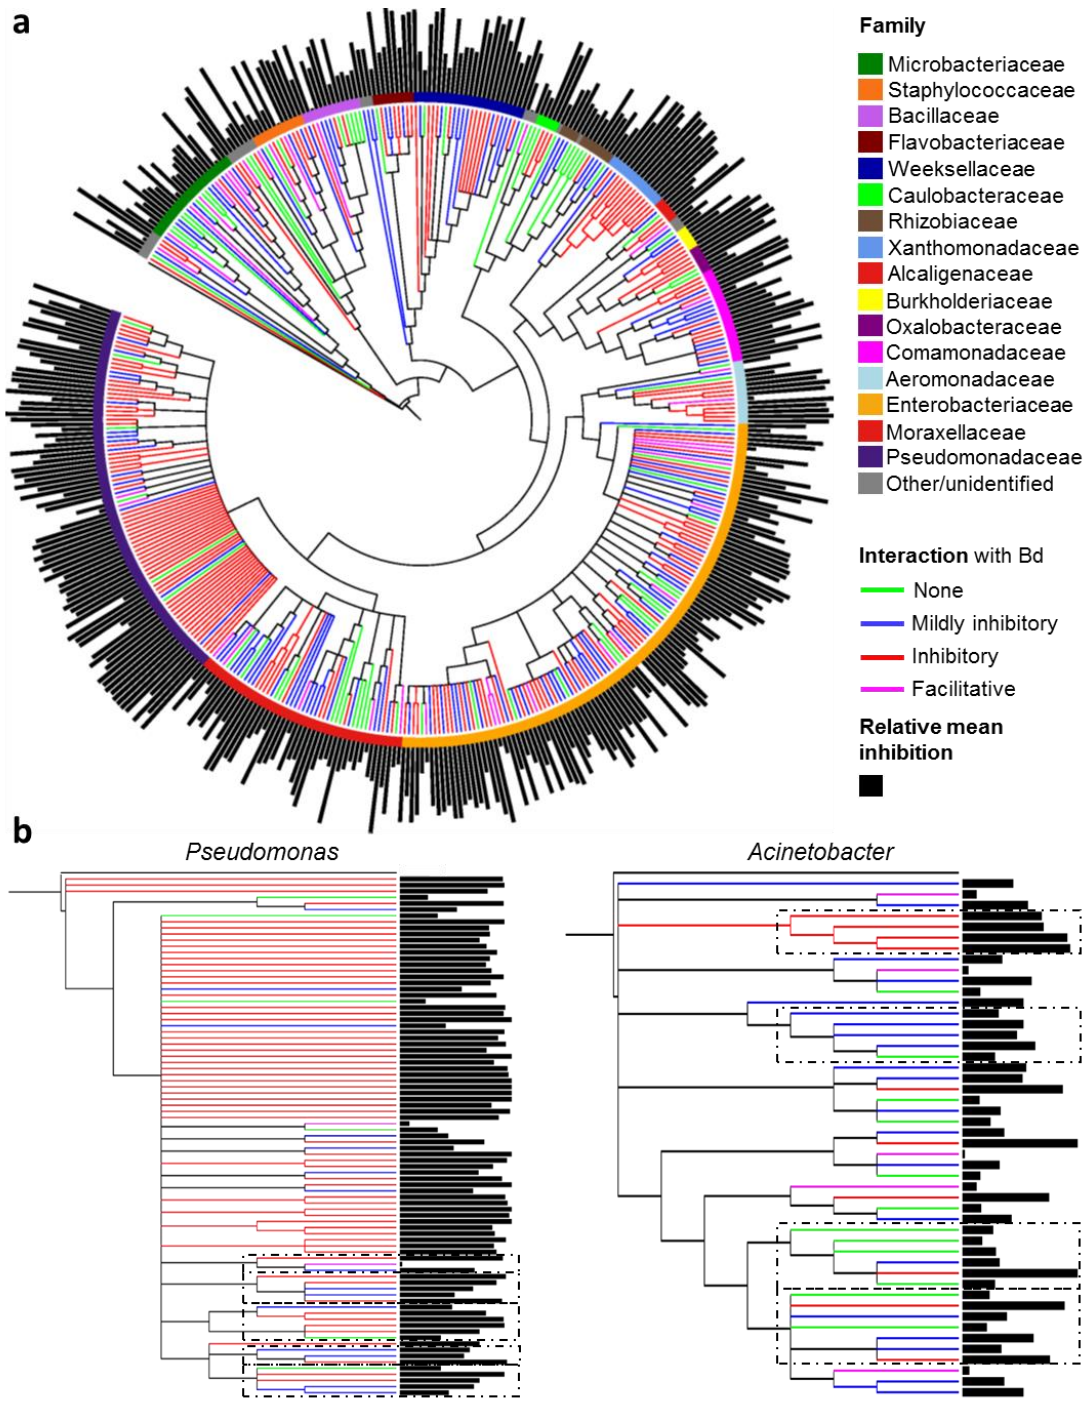 a
Family
Microbacteriaceae
Staphylococcaceae
Bacillaceae
Flavobacteriaceae
Weeksellaceae
Caulobacteraceae
Rhizobiaceae
Xanthomonadaceae
Alcaligenaceae
Burkholderiaceae
Oxalobacteraceae
Comamonadaceae
Aeromonadaceae
Enterobacteriaceae
Moraxellaceae
Pseudomonadaceae
Other/unidentified
Interaction with Bd
None
Mildly inhibitory
Inhibitory
Facilitative
Relative mean
inhibition
b
Pseudomonas
Acinetobacter